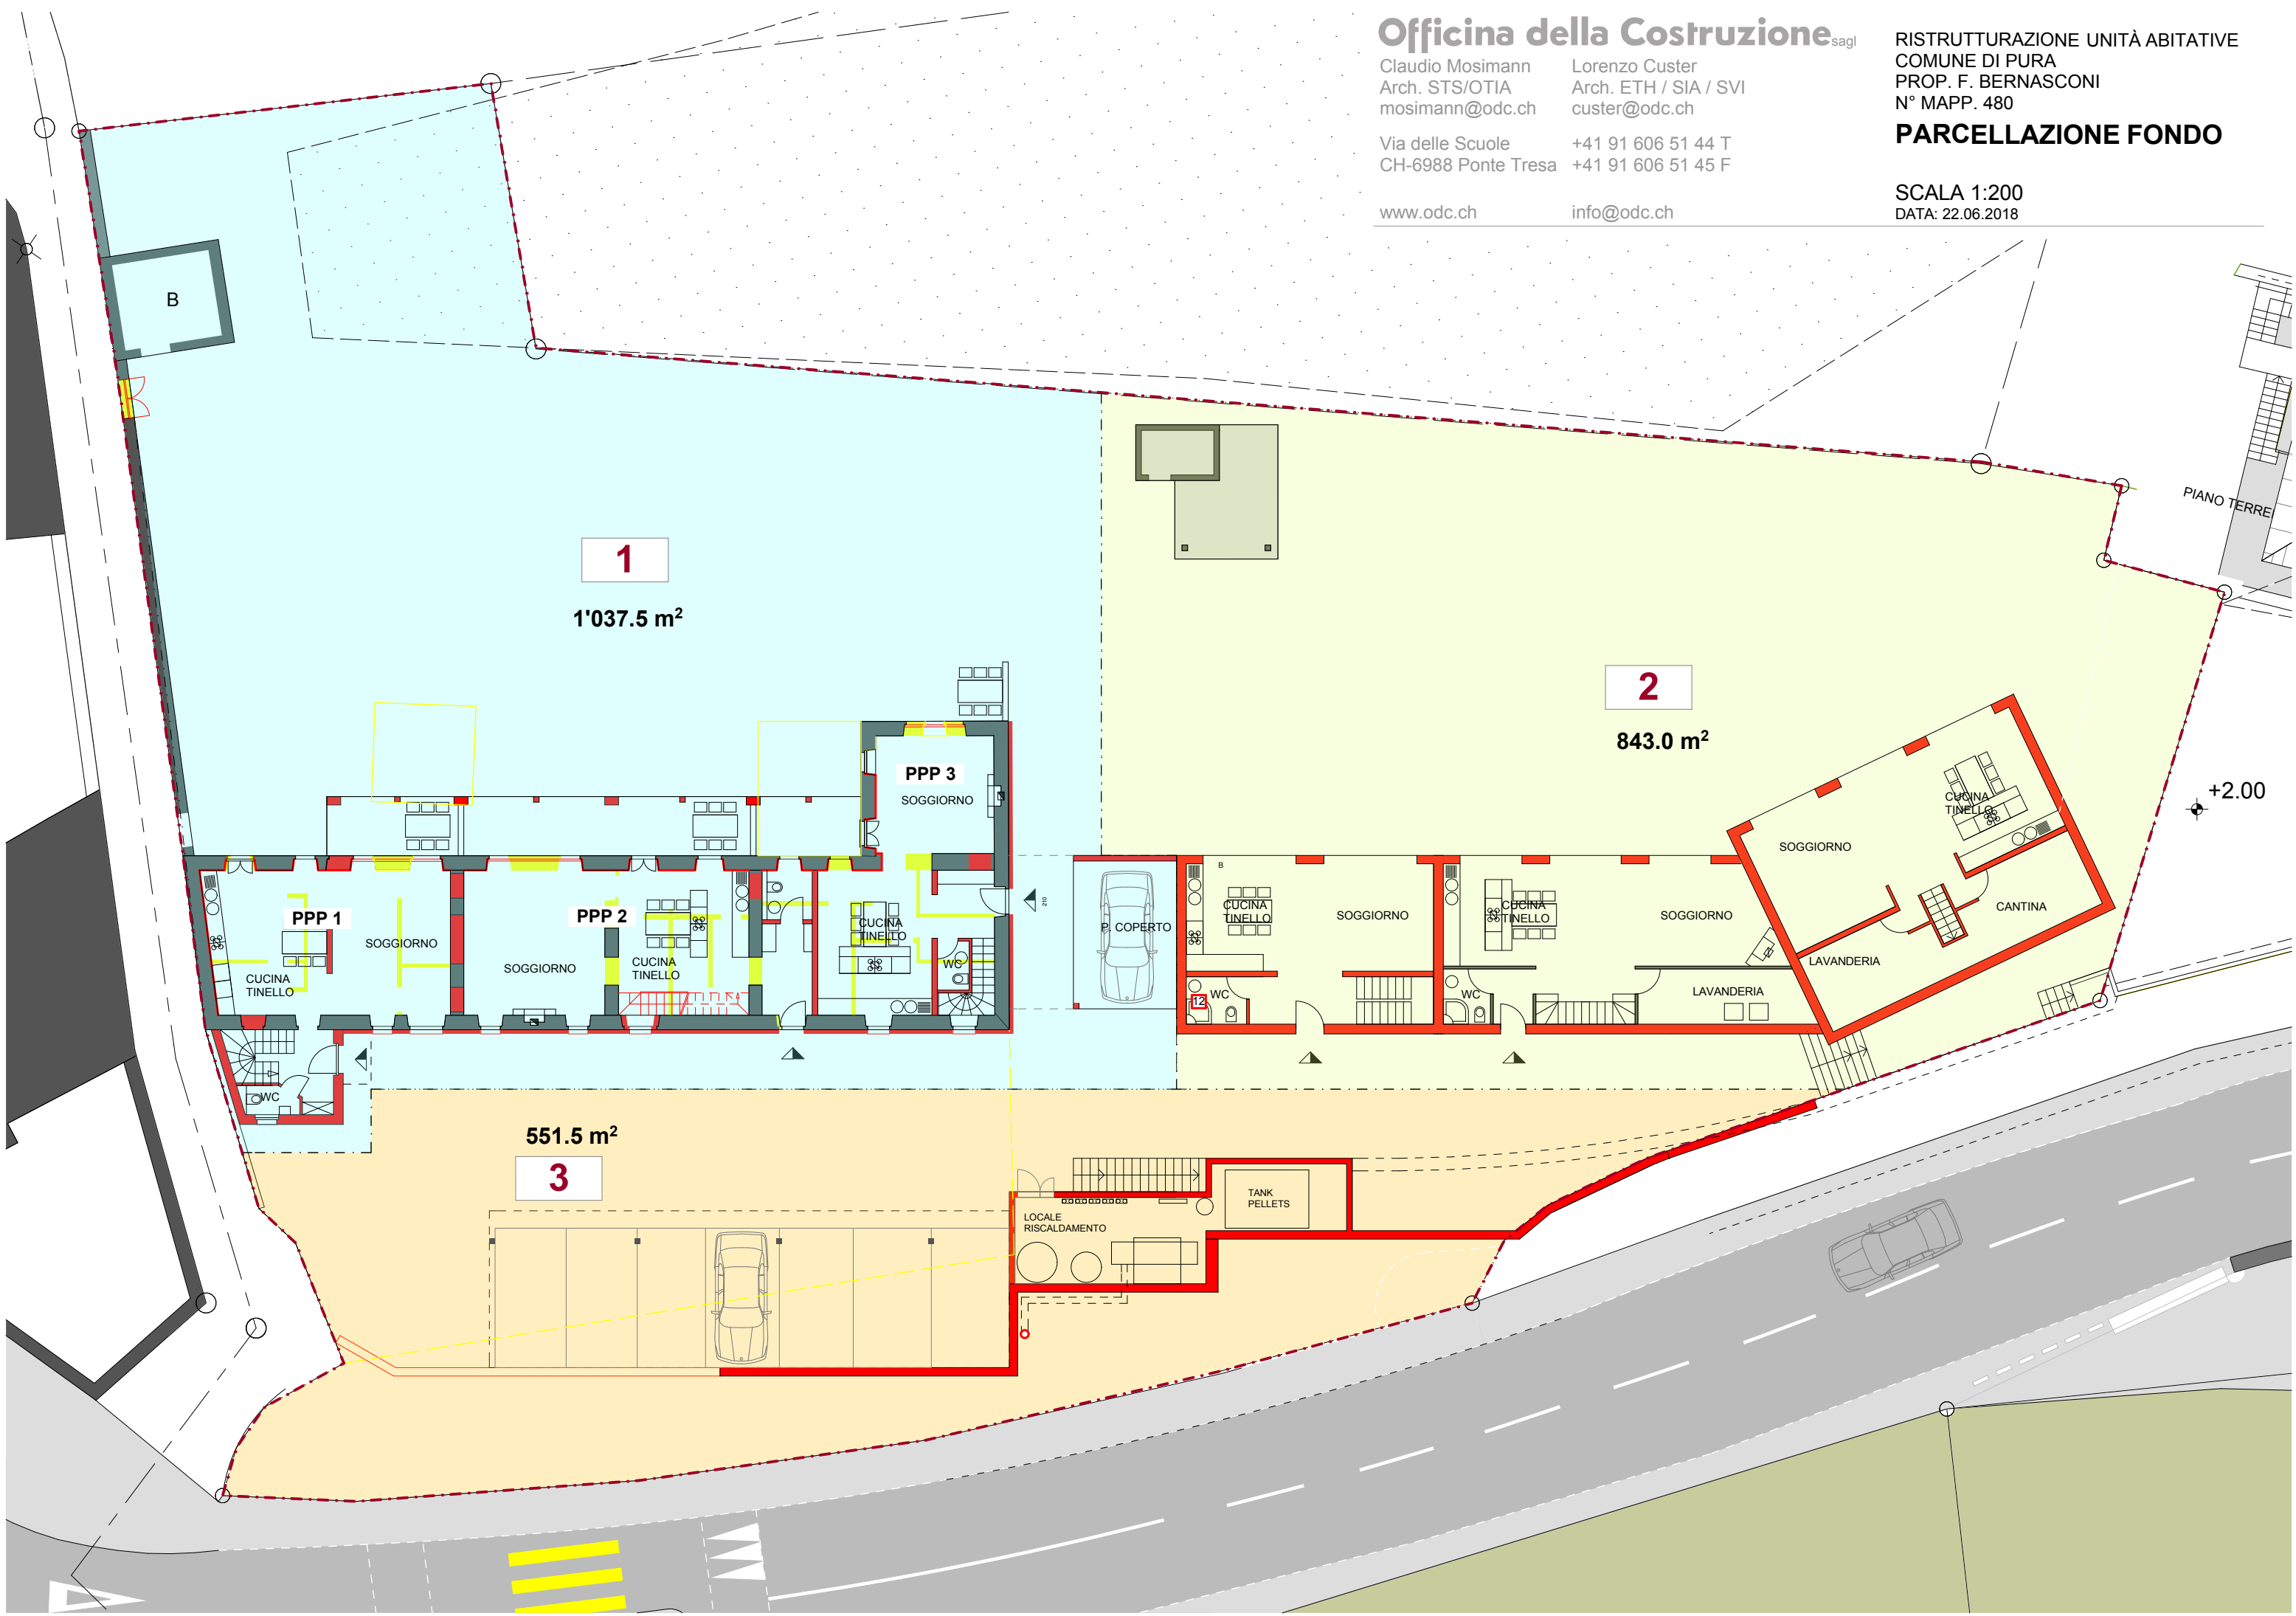 Officina della Costruzione sagl
Claudio Mosimann
Arch. STS/OTIA
mosimann@odc.ch
Lorenzo Custer
Arch. ETH / SIA / SVI
custer@odc.ch
Via delle Scuole
CH-6988 Ponte Tresa
+41 91 606 51 44 T
+41 91 606 51 45 F
www.odc.ch
info@odc.ch
RISTRUTTURAZIONE UNITÀ ABITATIVE
COMUNE DI PURA
PROP. F. BERNASCONI
N° MAPP. 480
PARCELLAZIONE FONDO
SCALA 1:200
DATA: 22.06.2018
B
PIANO TERRE
1
1'037.5 m²
2
843.0 m²
+2.00
PPP 3
SOGGIORNO
CUCINA
TINELLO
SOGGIORNO
PPP 1
PPP 2
SOGGIORNO
CUCINA
TINELLO
SOGGIORNO
CUCINA
TINELLO
CUCINA
TINELLO
WC
WC
210
P. COPERTO
B
CUCINA
TINELLO
SOGGIORNO
12
WC
CUCINA
TINELLO
SOGGIORNO
WC
LAVANDERIA
LAVANDERIA
CANTINA
551.5 m²
3
LOCALE
RISCALDAMENTO
TANK
PELLETS